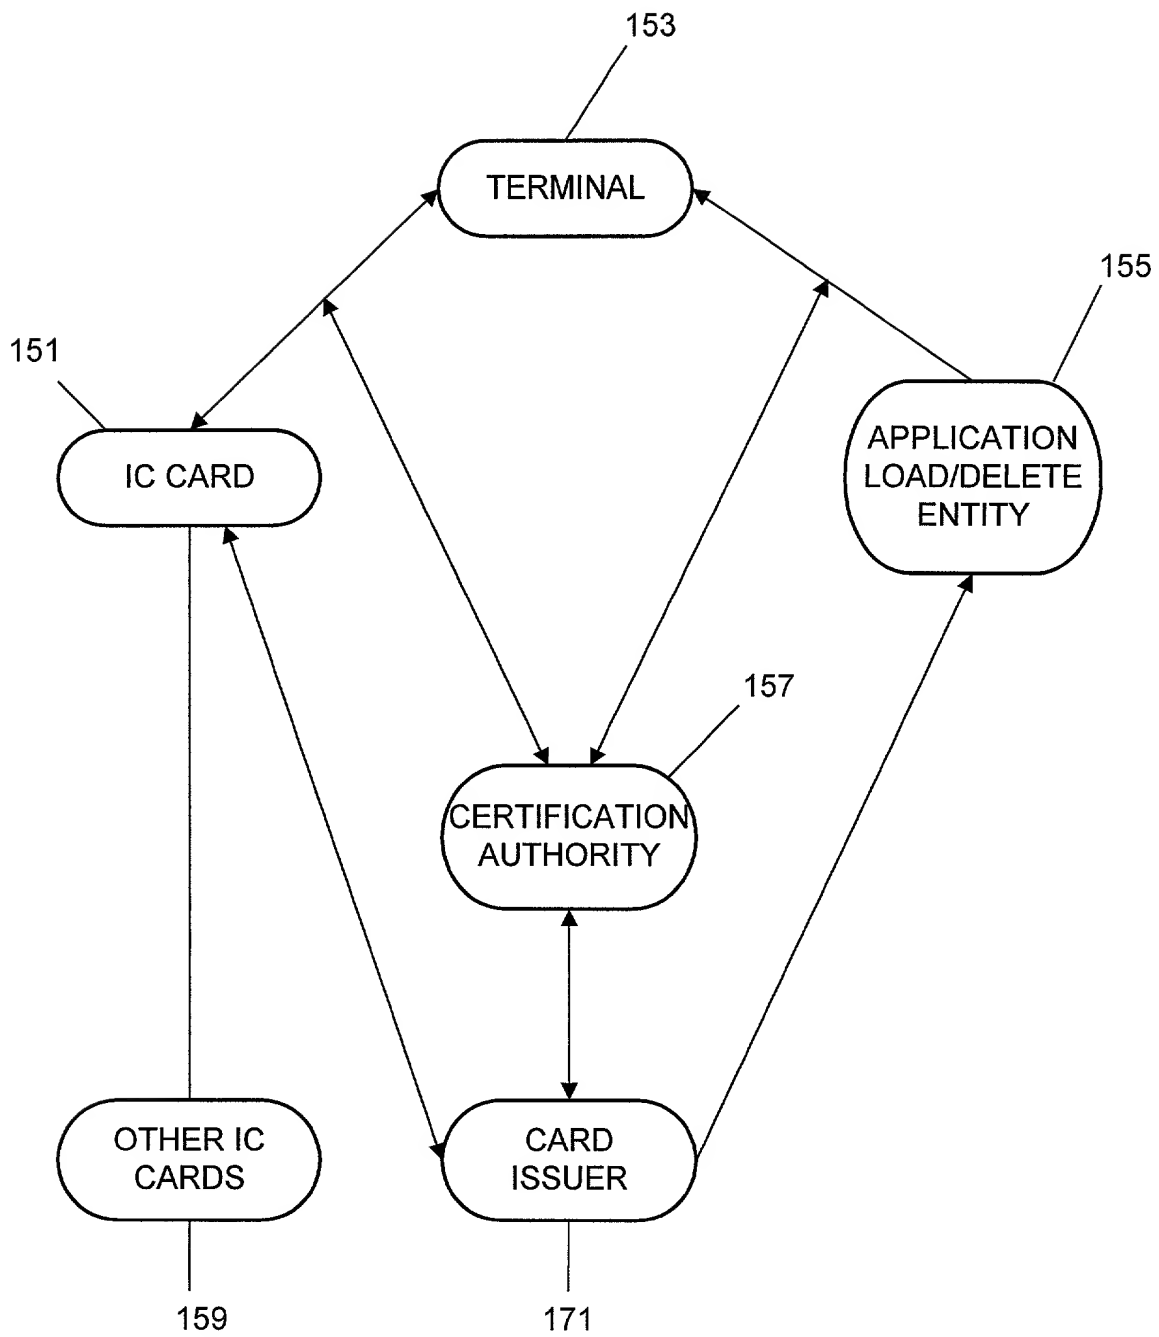 153
TERMINAL
155
151
APPLICATION
LOAD/DELETE
ENTITY
IC CARD
157
CERTIFICATION
AUTHORITY
OTHER IC
CARDS
CARD
ISSUER
159
171